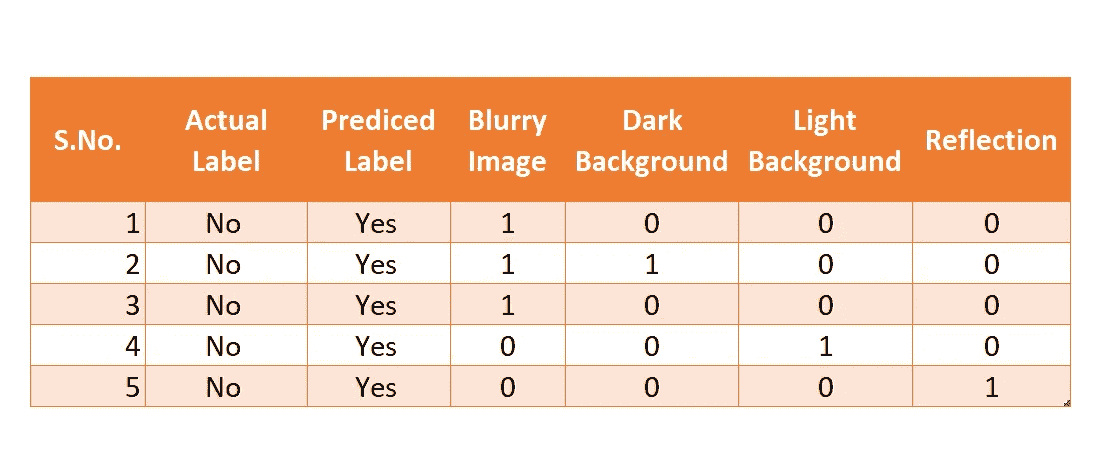 S.No. Actual Label Prediced Label Blurry Image Dark Background Light Background Reflection
1 No Yes 1 0 0 0
2 No Yes 1 1 0 0
3 No Yes 1 0 0 0
4 No Yes 0 0 1 0
5 No Yes 0 0 0 1